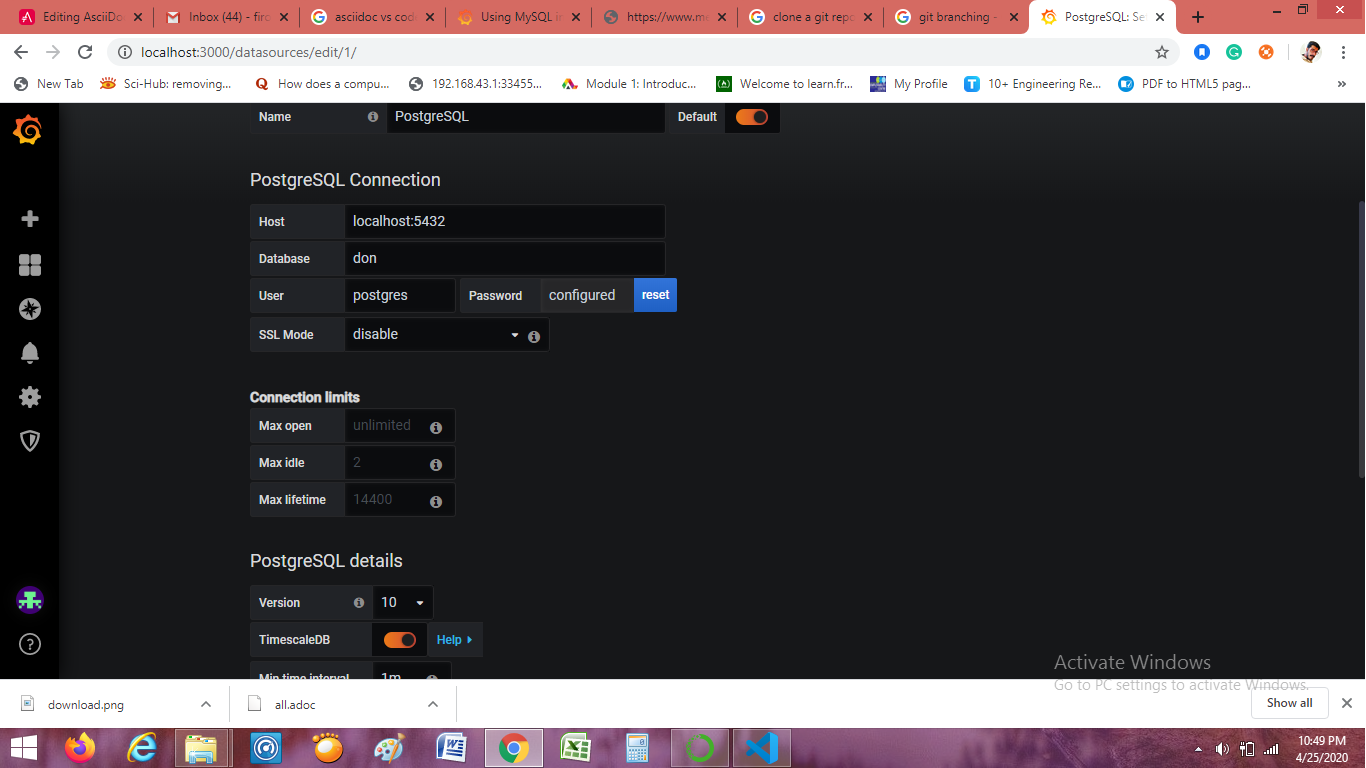 Editing AsciiDo
Inbox (44) - firo
asciidoc vs code
Using MySQL in
https://www.me
clone a git repo
git branching -
PostgreSQL: Se
localhost:3000/datasources/edit/1/
New Tab
Sci-Hub: removing...
How does a compu...
192.168.43.1:33455...
Module 1: Introduc...
Welcome to learn.fr...
My Profile
10+ Engineering Re...
PDF to HTML5 pag...
Name PostgreSQL Default
PostgreSQL Connection
Host localhost:5432
Database don
User postgres Password configured reset
SSL Mode disable
Connection limits
Max open unlimited
Max idle 2
Max lifetime 14400
PostgreSQL details
Version 10
TimescaleDB Help
Min time interval 1m
Activate Windows
Go to PC settings to activate Windows.
download.png
all.adoc
Show all
10:49 PM
4/25/2020